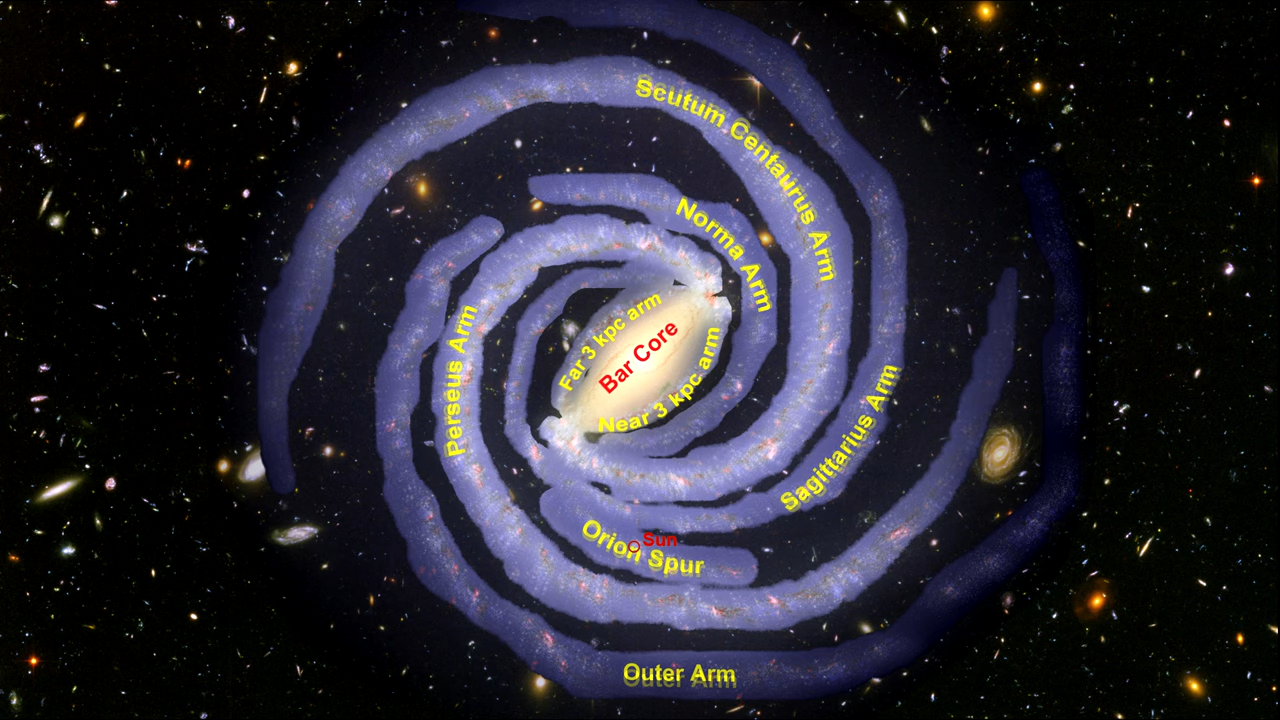 Scutum Centaurus Arm
Norma Arm
Far 3 kpc arm
Bar Core
Near 3 kpc arm
Perseus Arm
Sagittarius Arm
Sun
Orion Spur
Outer Arm